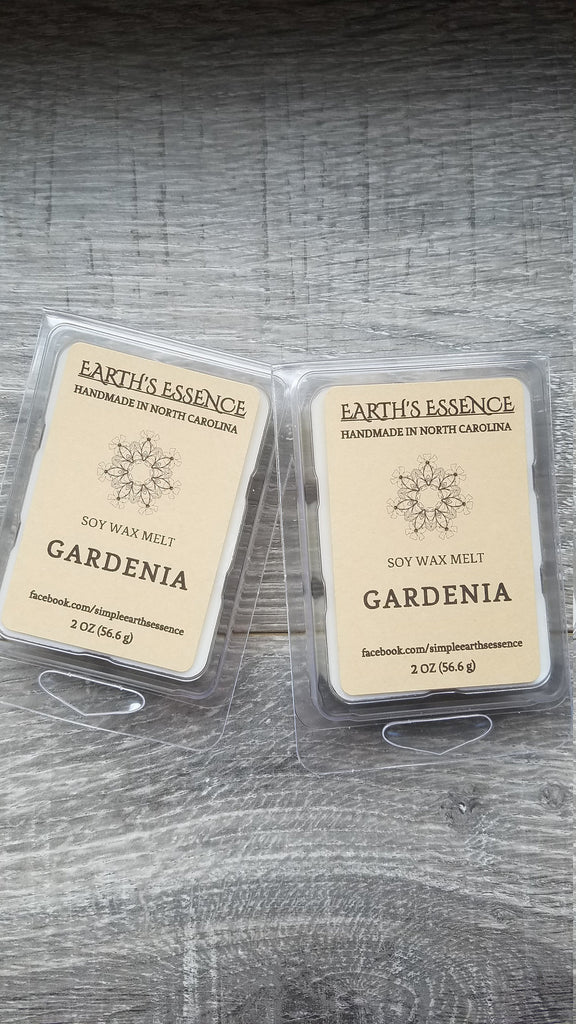 EARTH'S ESSENCE
HANDMADE IN NORTH CAROLINA
SOY WAX MELT
GARDENIA
facebook.com/simpleearthsessence
2 OZ (56.6 g)
EARTH'S ESSENCE
HANDMADE IN NORTH CAROLINA
SOY WAX MELT
GARDENIA
facebook.com/simpleearthsessence
2 OZ (56.6 g)